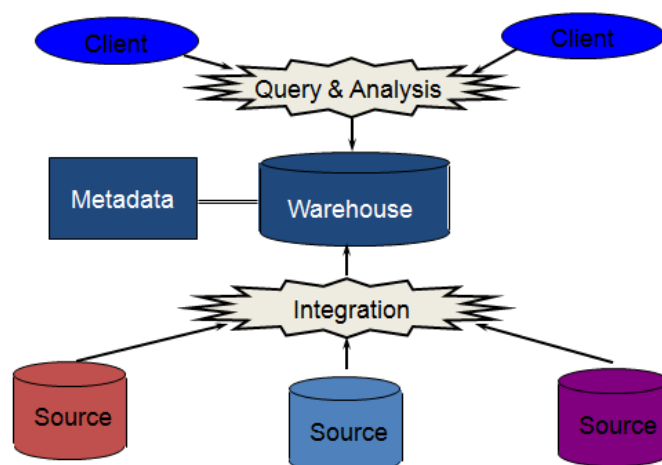 Client
Client
Query & Analysis
Metadata
Warehouse
Integration
Source
Source
Source